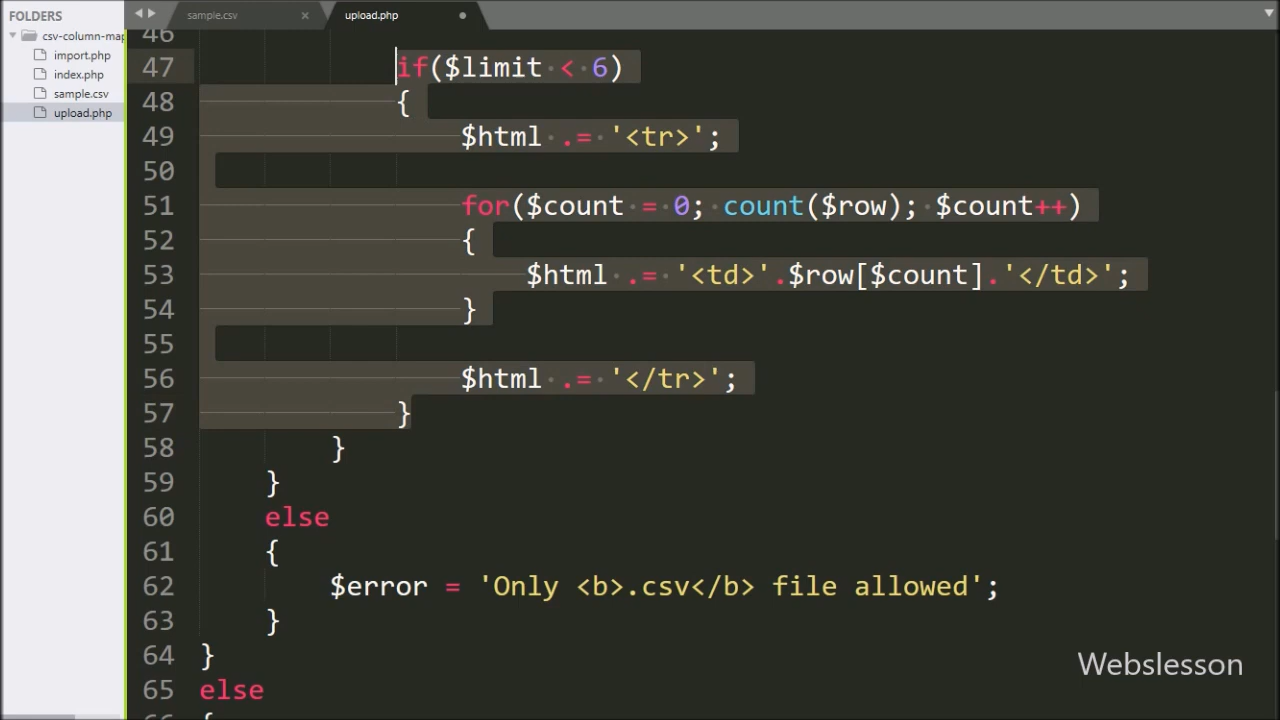 FOLDERS
csv-column-map
import.php
index.php
sample.csv
upload.php
sample.csv ×
upload.php
46
47 if($limit < 6)
48 {
49 $html .= '<tr>';
50
51 for($count = 0; count($row); $count++)
52 {
53 $html .= '<td>'.$row[$count].'</td>';
54 }
55
56 $html .= '</tr>';
57 }
58 }
59 }
60 else
61 {
62 $error = 'Only <b>.csv</b> file allowed';
63 }
64 }
65 else
66 {
Webslesson